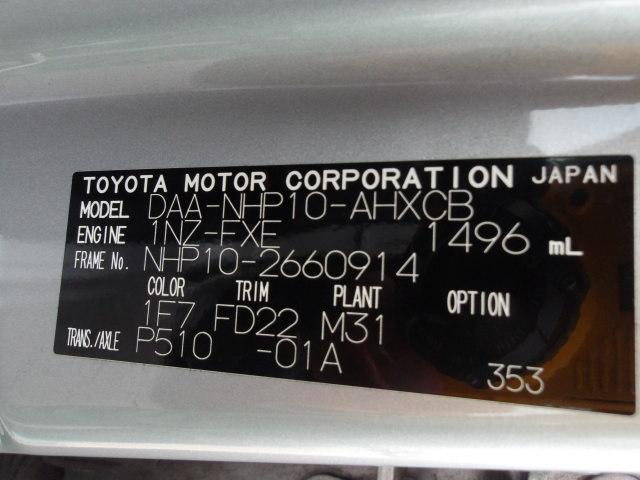 TOYOTA MOTOR CORPORATION JAPAN
MODEL DAA-NHP10-AHXCB
ENGINE 1NZ-FXE 1496 mL
FRAME No. NHP10-2660914
COLOR TRIM PLANT OPTION
1F7 FD22 M31
TRANS./AXLE P510 -01A
353